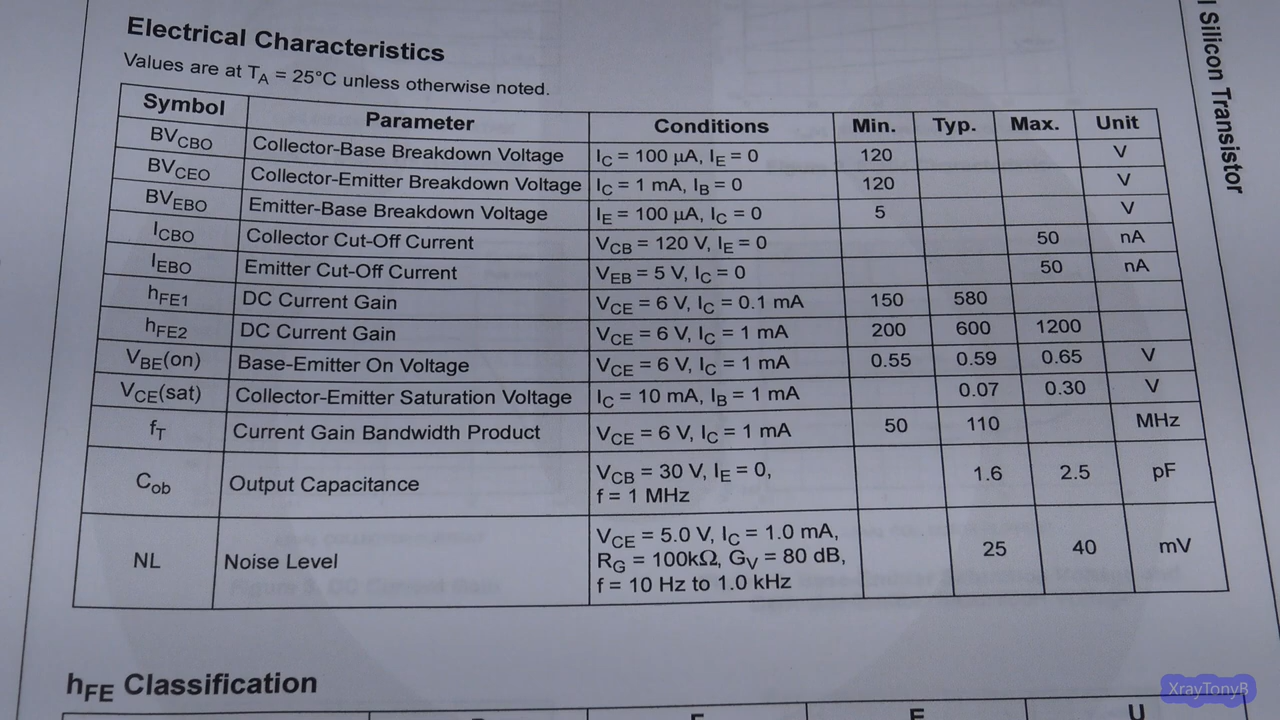 Electrical Characteristics
Values are at TA = 25°C unless otherwise noted.
Symbol Parameter Conditions Min. Typ. Max. Unit
BVCBO Collector-Base Breakdown Voltage IC = 100 µA, IE = 0 120 V
BVCEO Collector-Emitter Breakdown Voltage IC = 1 mA, IB = 0 120 V
BVEBO Emitter-Base Breakdown Voltage IE = 100 µA, IC = 0 5 V
ICBO Collector Cut-Off Current VCB = 120 V, IE = 0 50 nA
IEBO Emitter Cut-Off Current VEB = 5 V, IC = 0 50 nA
hFE1 DC Current Gain VCE = 6 V, IC = 0.1 mA 150 580
hFE2 DC Current Gain VCE = 6 V, IC = 1 mA 200 600 1200
VBE(on) Base-Emitter On Voltage VCE = 6 V, IC = 1 mA 0.55 0.59 0.65 V
VCE(sat) Collector-Emitter Saturation Voltage IC = 10 mA, IB = 1 mA 0.07 0.30 V
fT Current Gain Bandwidth Product VCE = 6 V, IC = 1 mA 50 110 MHz
Cob Output Capacitance VCB = 30 V, IE = 0,
f = 1 MHz 1.6 2.5 pF
NL Noise Level VCE = 5.0 V, IC = 1.0 mA,
RG = 100kΩ, GV = 80 dB,
f = 10 Hz to 1.0 kHz 25 40 mV
hFE Classification
U
l Silicon Transistor
XrayTonyB